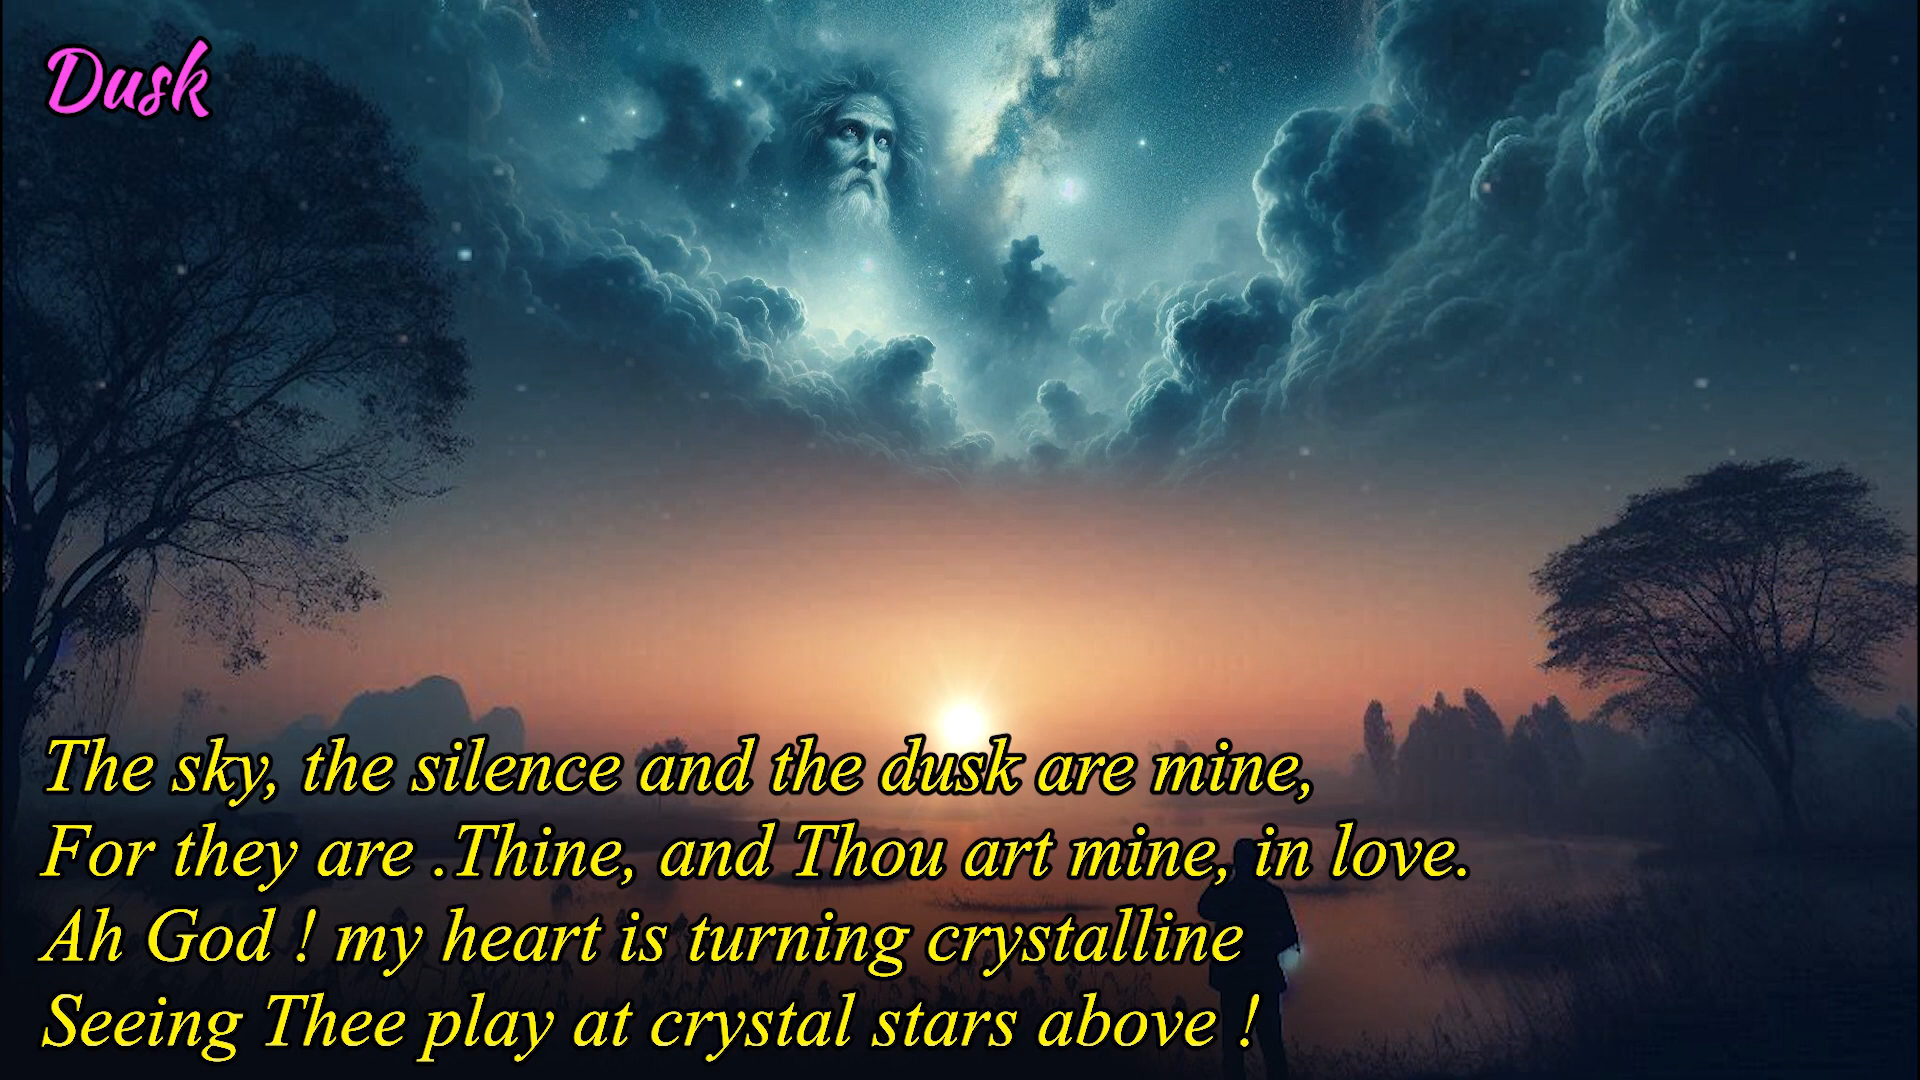 Dusk
The sky, the silence and the dusk are mine,
For they are .Thine, and Thou art mine, in love.
Ah God ! my heart is turning crystalline
Seeing Thee play at crystal stars above !